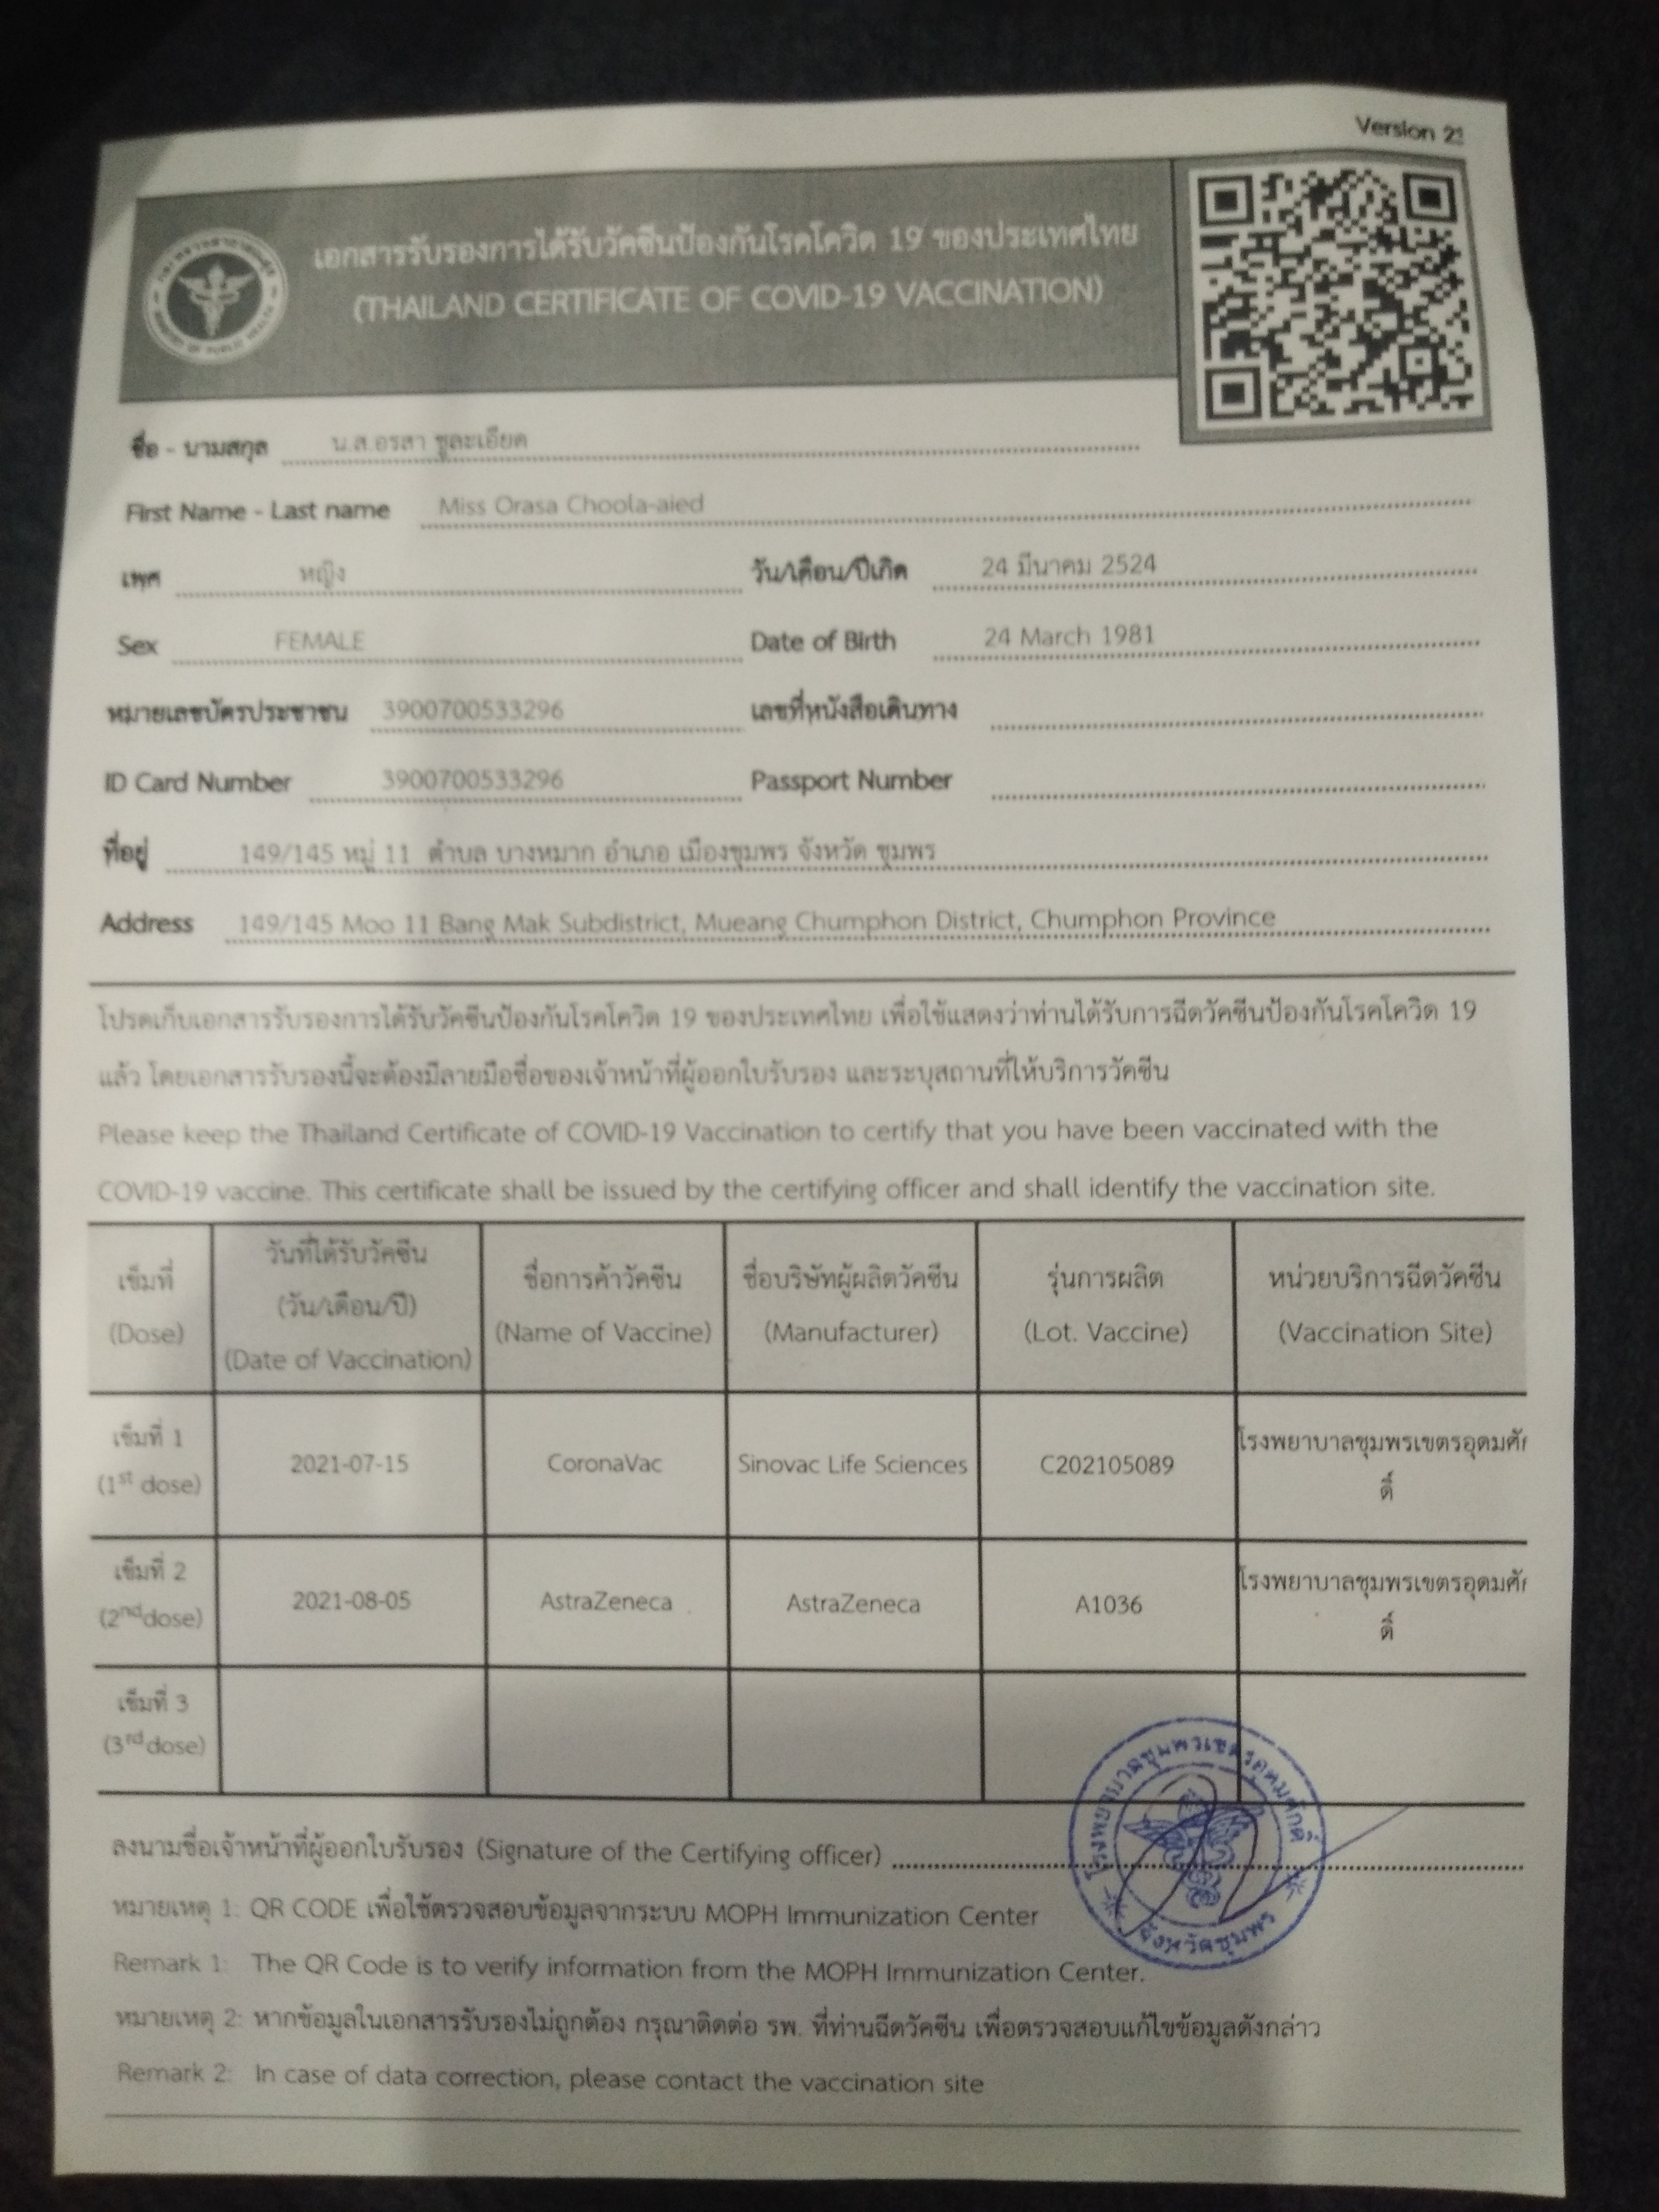 Version 2
เอกสารรับรองการได้รับวัคซีนป้องกันโรคโควิด 19 ของประเทศไทย
(THAILAND CERTIFICATE OF COVID-19 VACCINATION)
MINISTRY OF PUBLIC HEALTH
ชื่อ - นามสกุล น.ส.อรสา ชูละเอียด
First Name - Last name Miss Orasa Choola-aied
เพศ หญิง วัน/เดือน/ปีเกิด 24 มีนาคม 2524
Sex FEMALE Date of Birth 24 March 1981
หมายเลขบัตรประชาชน 3900700533296 เลขที่หนังสือเดินทาง
ID Card Number 3900700533296 Passport Number
ที่อยู่ 149/145 หมู่ 11 ตำบล บางหมาก อำเภอ เมืองชุมพร จังหวัด ชุมพร
Address 149/145 Moo 11 Bang Mak Subdistrict, Mueang Chumphon District, Chumphon Province
โปรดเก็บเอกสารรับรองการได้รับวัคซีนป้องกันโรคโควิด 19 ของประเทศไทย เพื่อใช้แสดงว่าท่านได้รับการฉีดวัคซีนป้องกันโรคโควิด 19
แล้ว โดยเอกสารรับรองนี้จะต้องมีลายมือชื่อของเจ้าหน้าที่ผู้ออกใบรับรอง และระบุสถานที่ให้บริการวัคซีน
Please keep the Thailand Certificate of COVID-19 Vaccination to certify that you have been vaccinated with the
COVID-19 vaccine. This certificate shall be issued by the certifying officer and shall identify the vaccination site.
เข็มที่ (Dose) วันที่ได้รับวัคซีน (วัน/เดือน/ปี) (Date of Vaccination) ชื่อการค้าวัคซีน (Name of Vaccine) ชื่อบริษัทผู้ผลิตวัคซีน (Manufacturer) รุ่นการผลิต (Lot. Vaccine) หน่วยบริการฉีดวัคซีน (Vaccination Site)
เข็มที่ 1 (1st dose) 2021-07-15 CoronaVac Sinovac Life Sciences C202105089 โรงพยาบาลชุมพรเขตรอุดมศักดิ์
เข็มที่ 2 (2nd dose) 2021-08-05 AstraZeneca AstraZeneca A1036 โรงพยาบาลชุมพรเขตรอุดมศักดิ์
เข็มที่ 3 (3rd dose)
โรงพยาบาลชุมพรเขตรอุดมศักดิ์
จังหวัดชุมพร
ลงนามชื่อเจ้าหน้าที่ผู้ออกใบรับรอง (Signature of the Certifying officer)
หมายเหตุ 1: QR CODE เพื่อใช้ตรวจสอบข้อมูลจากระบบ MOPH Immunization Center
Remark 1: The QR Code is to verify information from the MOPH Immunization Center.
หมายเหตุ 2: หากข้อมูลในเอกสารรับรองไม่ถูกต้อง กรุณาติดต่อ รพ. ที่ท่านฉีดวัคซีน เพื่อตรวจสอบแก้ไขข้อมูลดังกล่าว
Remark 2: In case of data correction, please contact the vaccination site